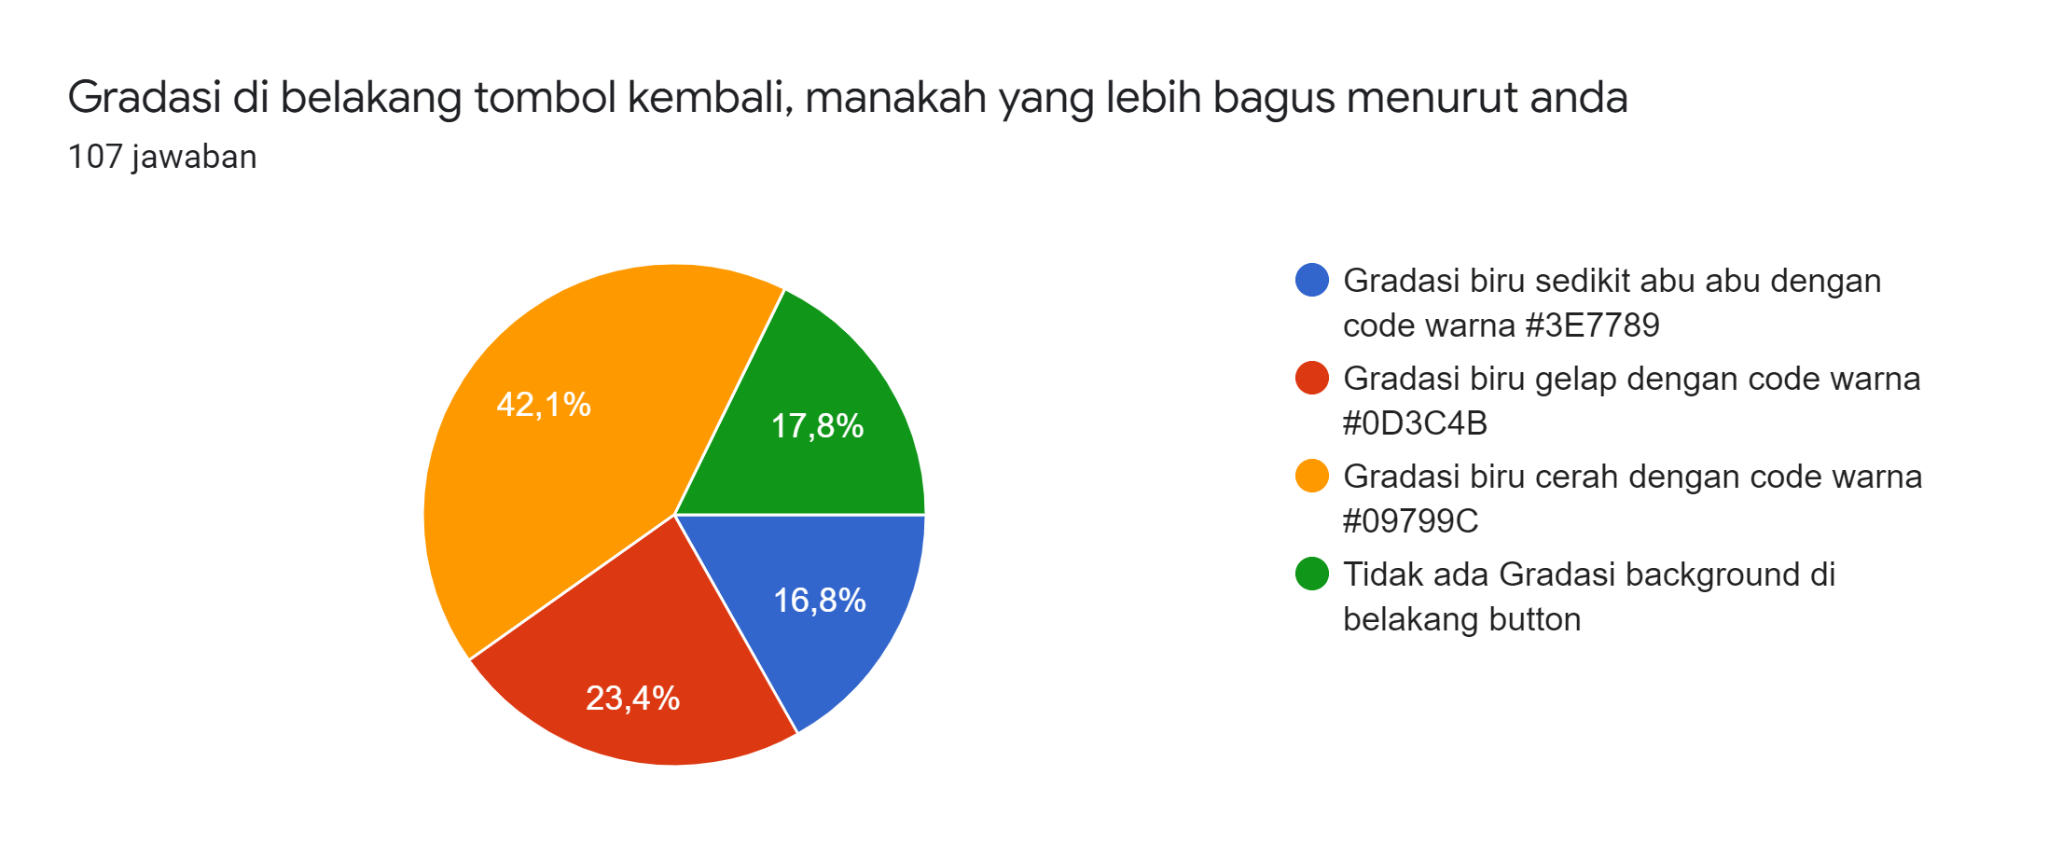 Gradasi di belakang tombol kembali, manakah yang lebih bagus menurut anda
107 jawaban
42,1%
17,8%
16,8%
23,4%
Gradasi biru sedikit abu abu dengan
code warna #3E7789
Gradasi biru gelap dengan code warna
#0D3C4B
Gradasi biru cerah dengan code warna
#09799C
Tidak ada Gradasi background di
belakang button